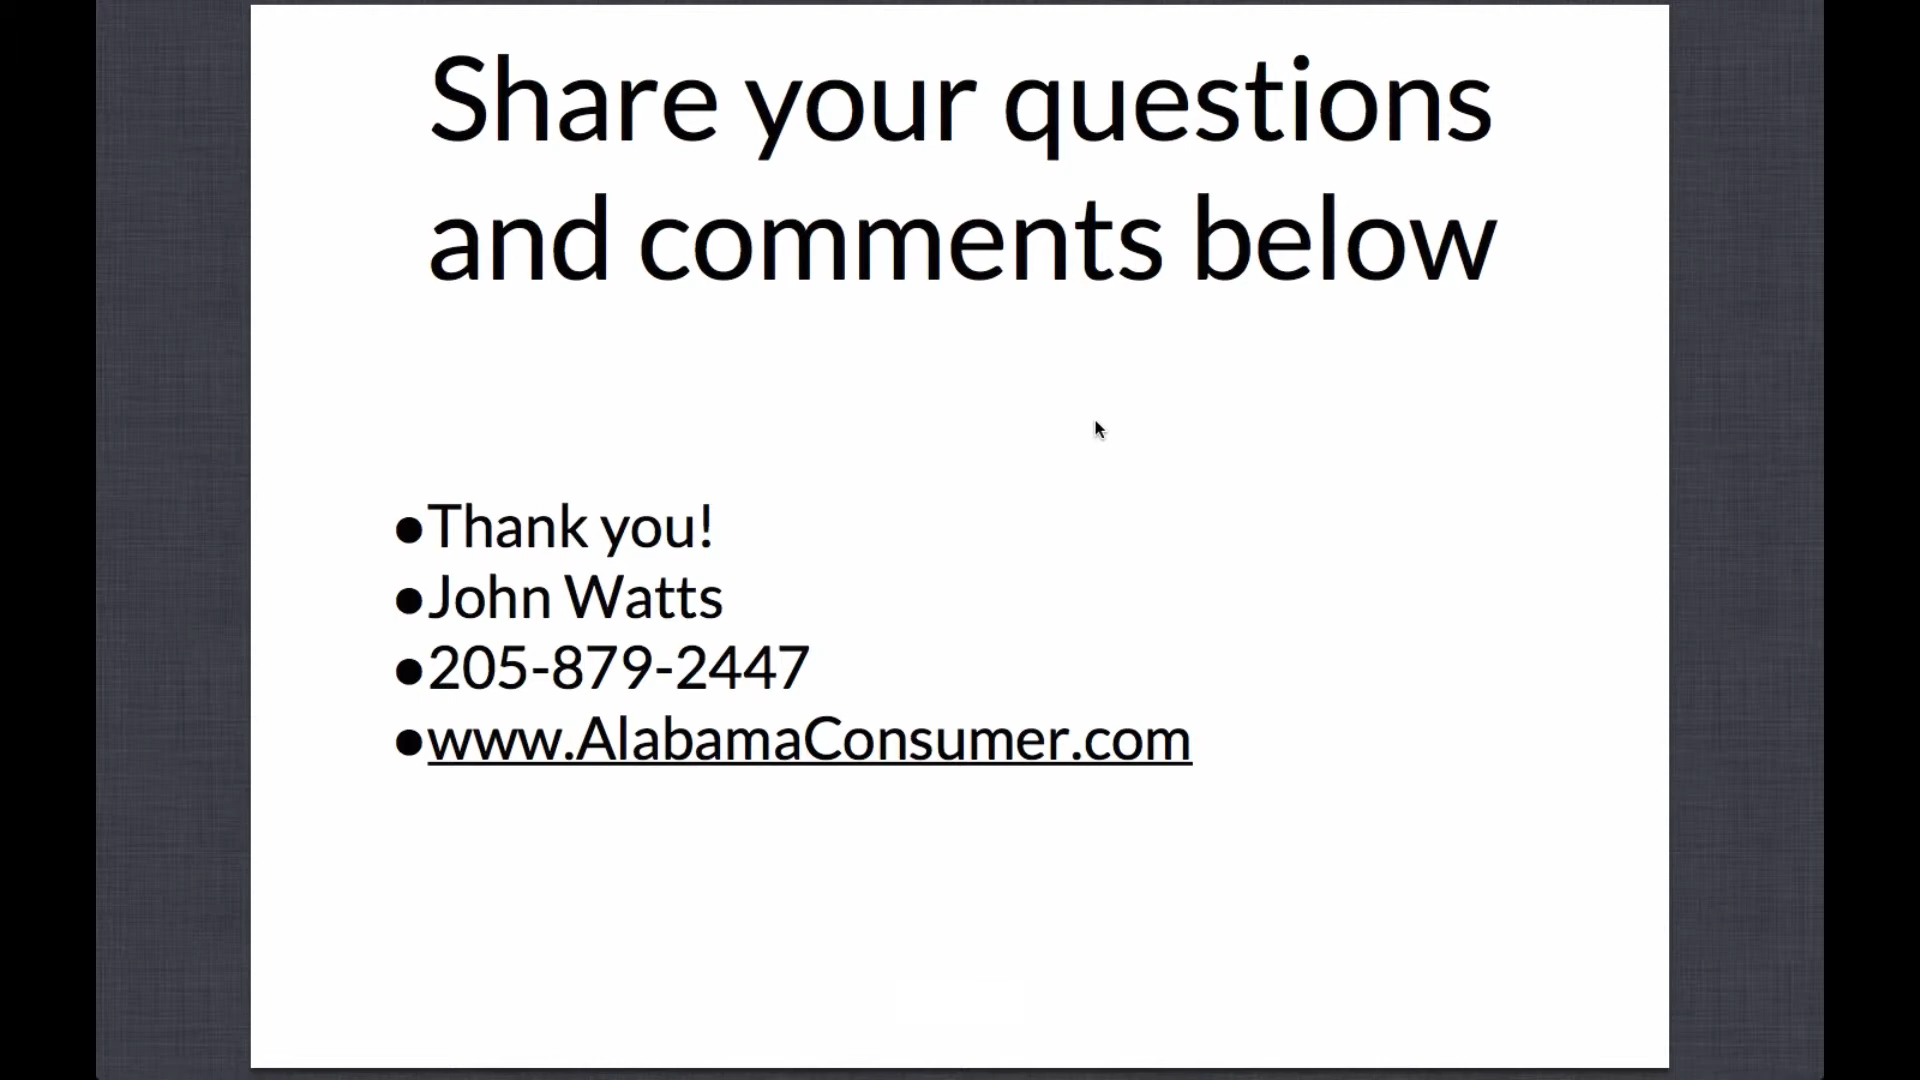 Share your questions
and comments below
●Thank you!
●John Watts
●205-879-2447
●www.AlabamaConsumer.com